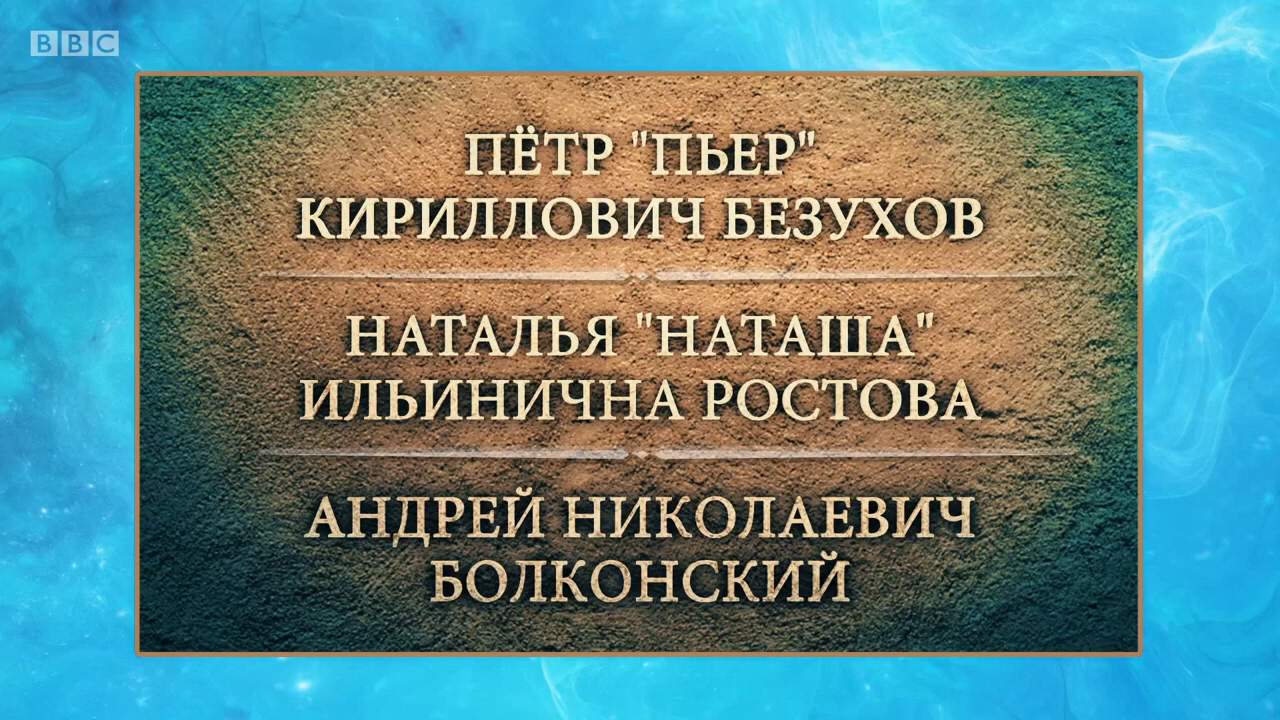 BBC
ПЁТР "ПЬЕР"
КИРИЛЛОВИЧ БЕЗУХОВ
НАТАЛЬЯ "НАТАША"
ИЛЬИНИЧНА РОСТОВА
АНДРЕЙ НИКОЛАЕВИЧ
БОЛКОНСКИЙ